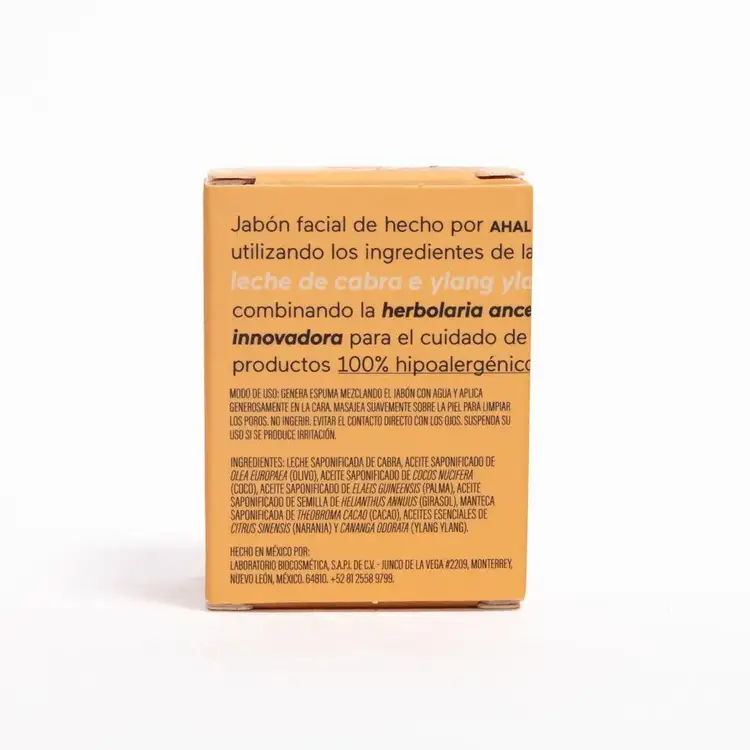 Jabón facial de hecho por AHAL
utilizando los ingredientes de la
leche de cabra e ylang yla
combinando la herbolaria ance
innovadora para el cuidado de
productos 100% hipoalergénic
MODO DE USO: GENERA ESPUMA MEZCLANDO EL JABÓN CON AGUA Y APLICA
GENEROSAMENTE EN LA CARA. MASAJEA SUAVEMENTE SOBRE LA PIEL PARA LIMPIAR
LOS POROS. NO INGERIR. EVITAR EL CONTACTO DIRECTO CON LOS OJOS. SUSPENDA SU
USO SI SE PRODUCE IRRITACIÓN.
INGREDIENTES: LECHE SAPONIFICADA DE CABRA, ACEITE SAPONIFICADO DE
OLEA EUROPAEA (OLIVO), ACEITE SAPONIFICADO DE COCOS NUCIFERA
(COCO), ACEITE SAPONIFICADO DE ELAEIS GUINEENSIS (PALMA), ACEITE
SAPONIFICADO DE SEMILLA DE HELIANTHUS ANNUUS (GIRASOL), MANTECA
SAPONIFICADA DE THEOBROMA CACAO (CACAO), ACEITES ESENCIALES DE
CITRUS SINENSIS (NARANJA) Y CANANGA ODORATA (YLANG YLANG).
HECHO EN MÉXICO POR:
LABORATORIO BIOCOSMÉTICA, S.A.P.I. DE C.V. - JUNCO DE LA VEGA #2209, MONTERREY,
NUEVO LEÓN, MÉXICO. 64810. +52 81 2558 9799.